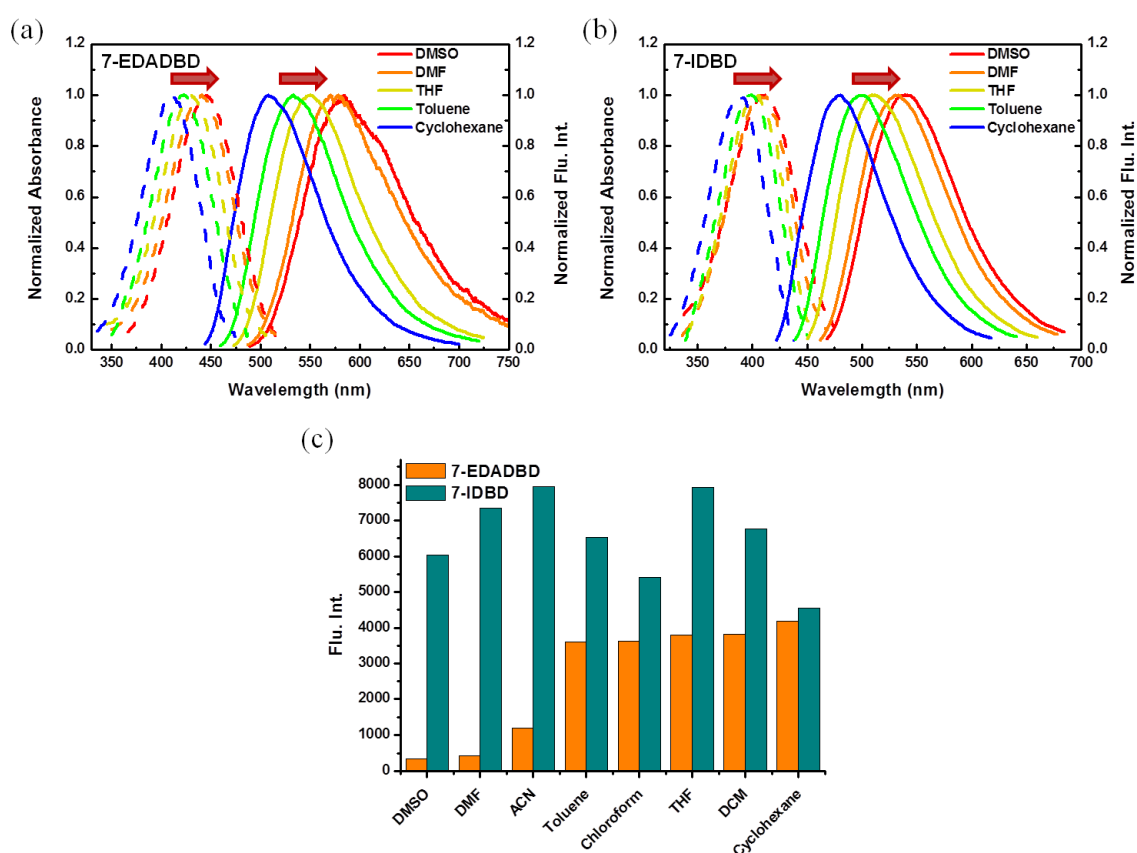 (a)
7-EDADBD
DMSO
DMF
THF
Toluene
Cyclohexane
1.2
1.0
0.8
0.6
0.4
0.2
0.0
Normalized Absorbance
1.2
1.0
0.8
0.6
0.4
0.2
0.0
Normalized Flu. Int.
350 400 450 500 550 600 650 700 750
Wavelemgth (nm)
(b)
7-IDBD
DMSO
DMF
THF
Toluene
Cyclohexane
1.2
1.0
0.8
0.6
0.4
0.2
0.0
Normalized Absorbance
1.2
1.0
0.8
0.6
0.4
0.2
0.0
Normalized Flu. Int.
350 400 450 500 550 600 650 700
Wavelemgth (nm)
(c)
7-EDADBD
7-IDBD
8000
7000
6000
5000
4000
3000
2000
1000
0
Flu. Int.
DMSO
DMF
ACN
Toluene
Chloroform
THF
DCM
Cyclohexane